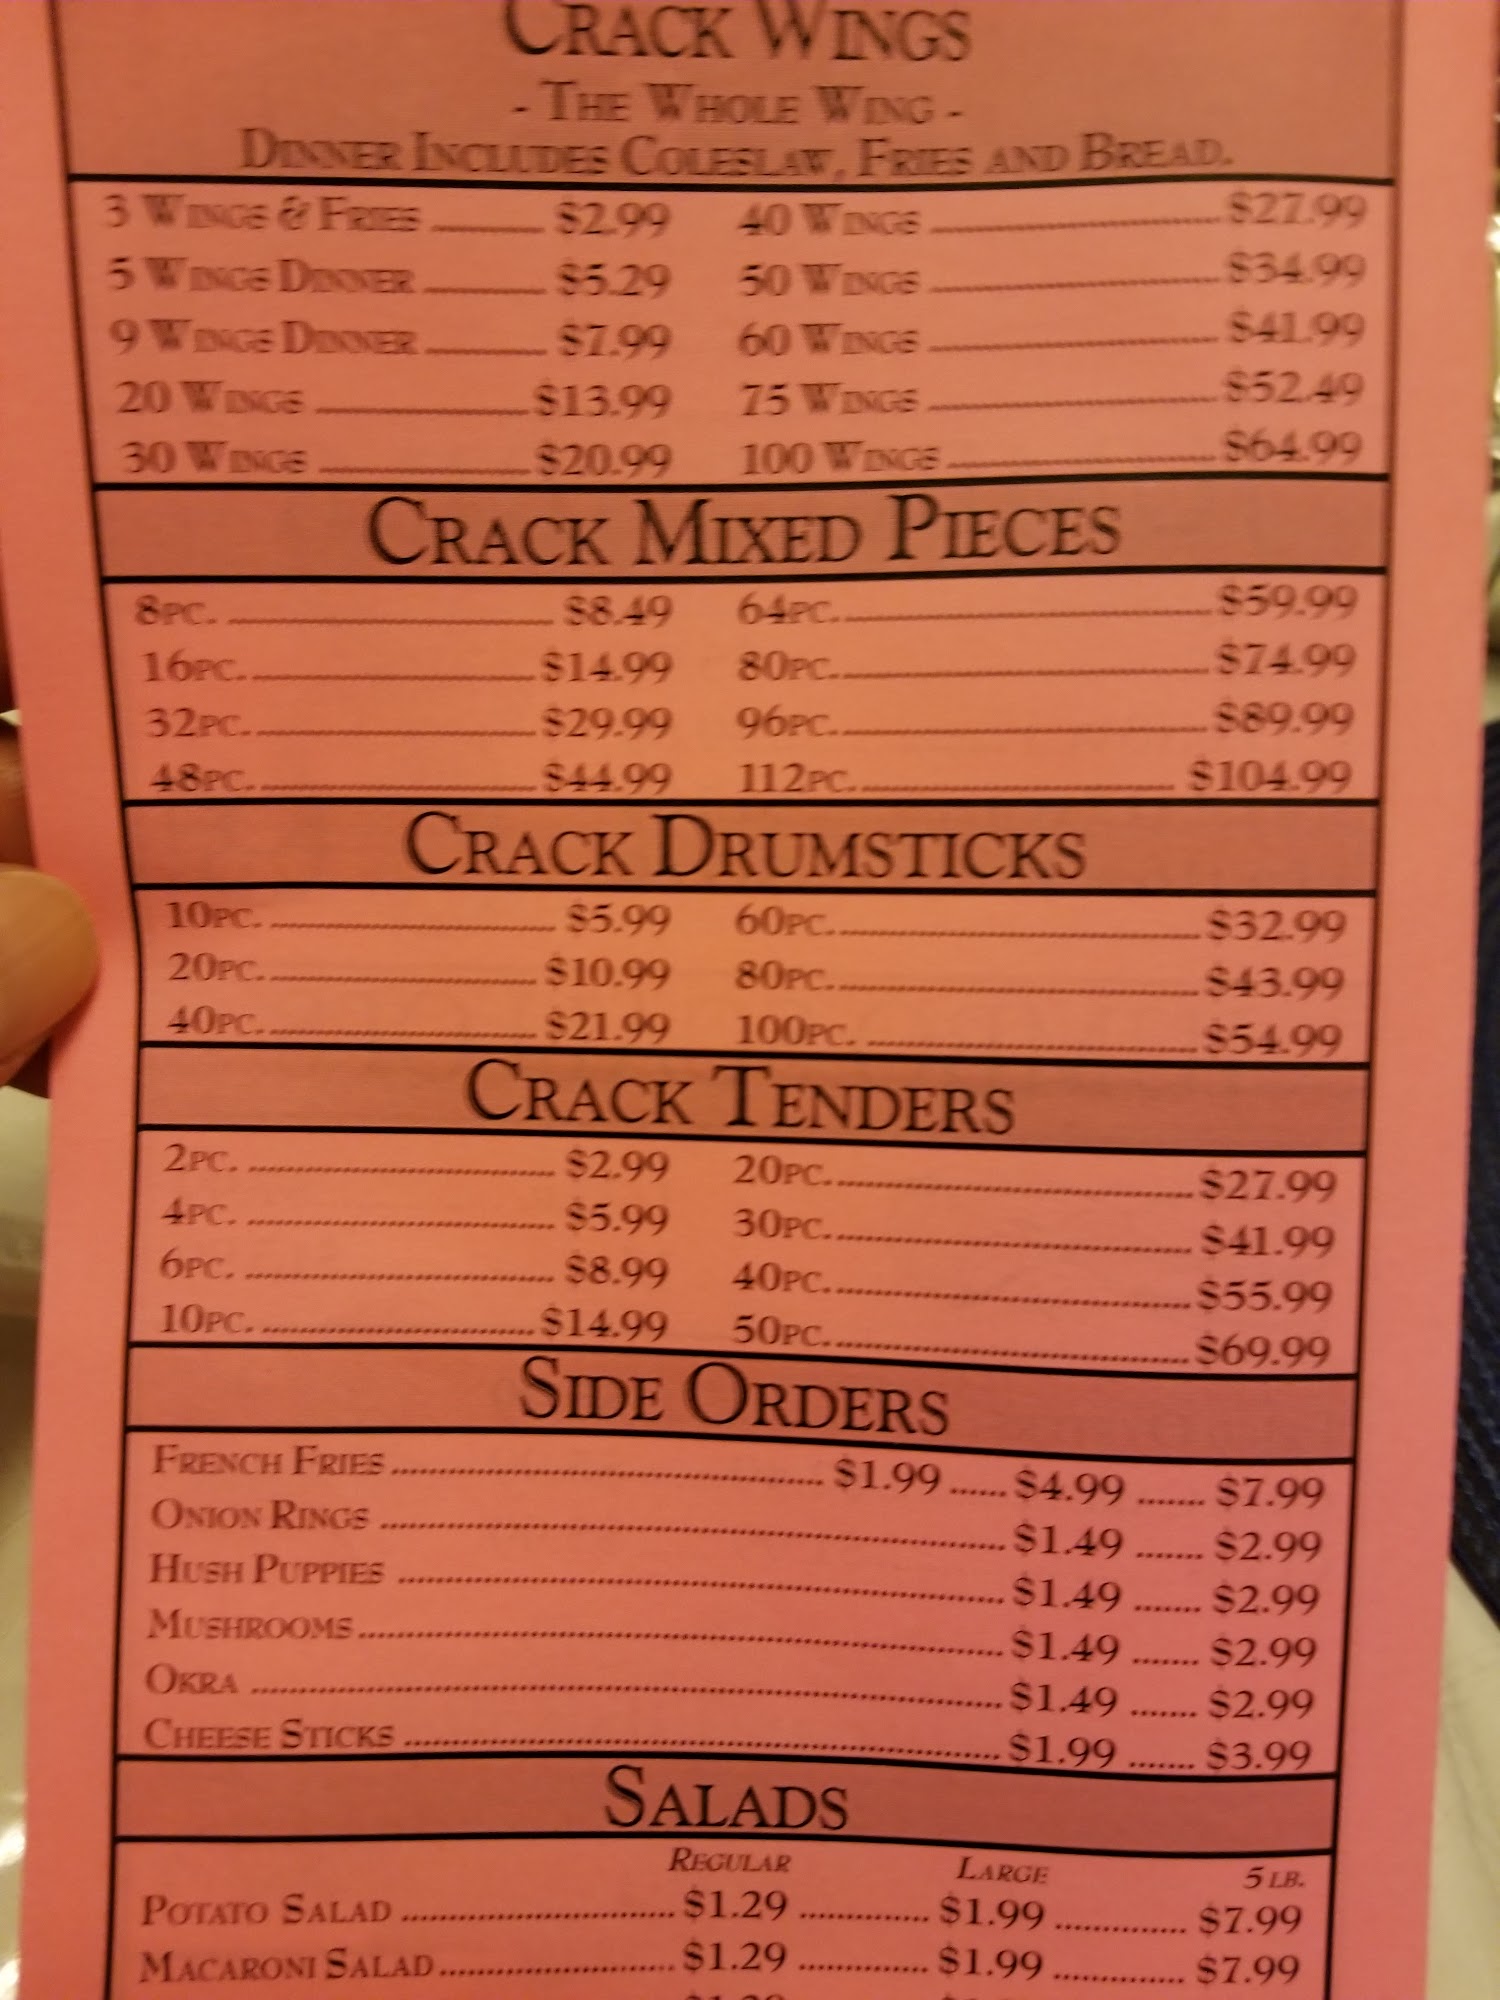 Crack Wings
- The Whole Wing -
Dinner Includes Coleslaw, Fries and Bread.
3 Wings & Fries $2.99 40 Wings $27.99
5 Wings Dinner $5.29 50 Wings $34.99
9 Wings Dinner $7.99 60 Wings $41.99
20 Wings $13.99 75 Wings $52.49
30 Wings $20.99 100 Wings $64.99
Crack Mixed Pieces
8pc. $8.49 64pc. $59.99
16pc. $14.99 80pc. $74.99
32pc. $29.99 96pc. $89.99
48pc. $44.99 112pc. $104.99
Crack Drumsticks
10pc. $5.99 60pc. $32.99
20pc. $10.99 80pc. $43.99
40pc. $21.99 100pc. $54.99
Crack Tenders
2pc. $2.99 20pc. $27.99
4pc. $5.99 30pc. $41.99
6pc. $8.99 40pc. $55.99
10pc. $14.99 50pc. $69.99
Side Orders
French Fries $1.99 $4.99 $7.99
Onion Rings $1.49 $2.99
Hush Puppies $1.49 $2.99
Mushrooms $1.49 $2.99
Okra $1.49 $2.99
Cheese Sticks $1.99 $3.99
Salads
Regular Large 5 lb.
Potato Salad $1.29 $1.99 $7.99
Macaroni Salad $1.29 $1.99 $7.99